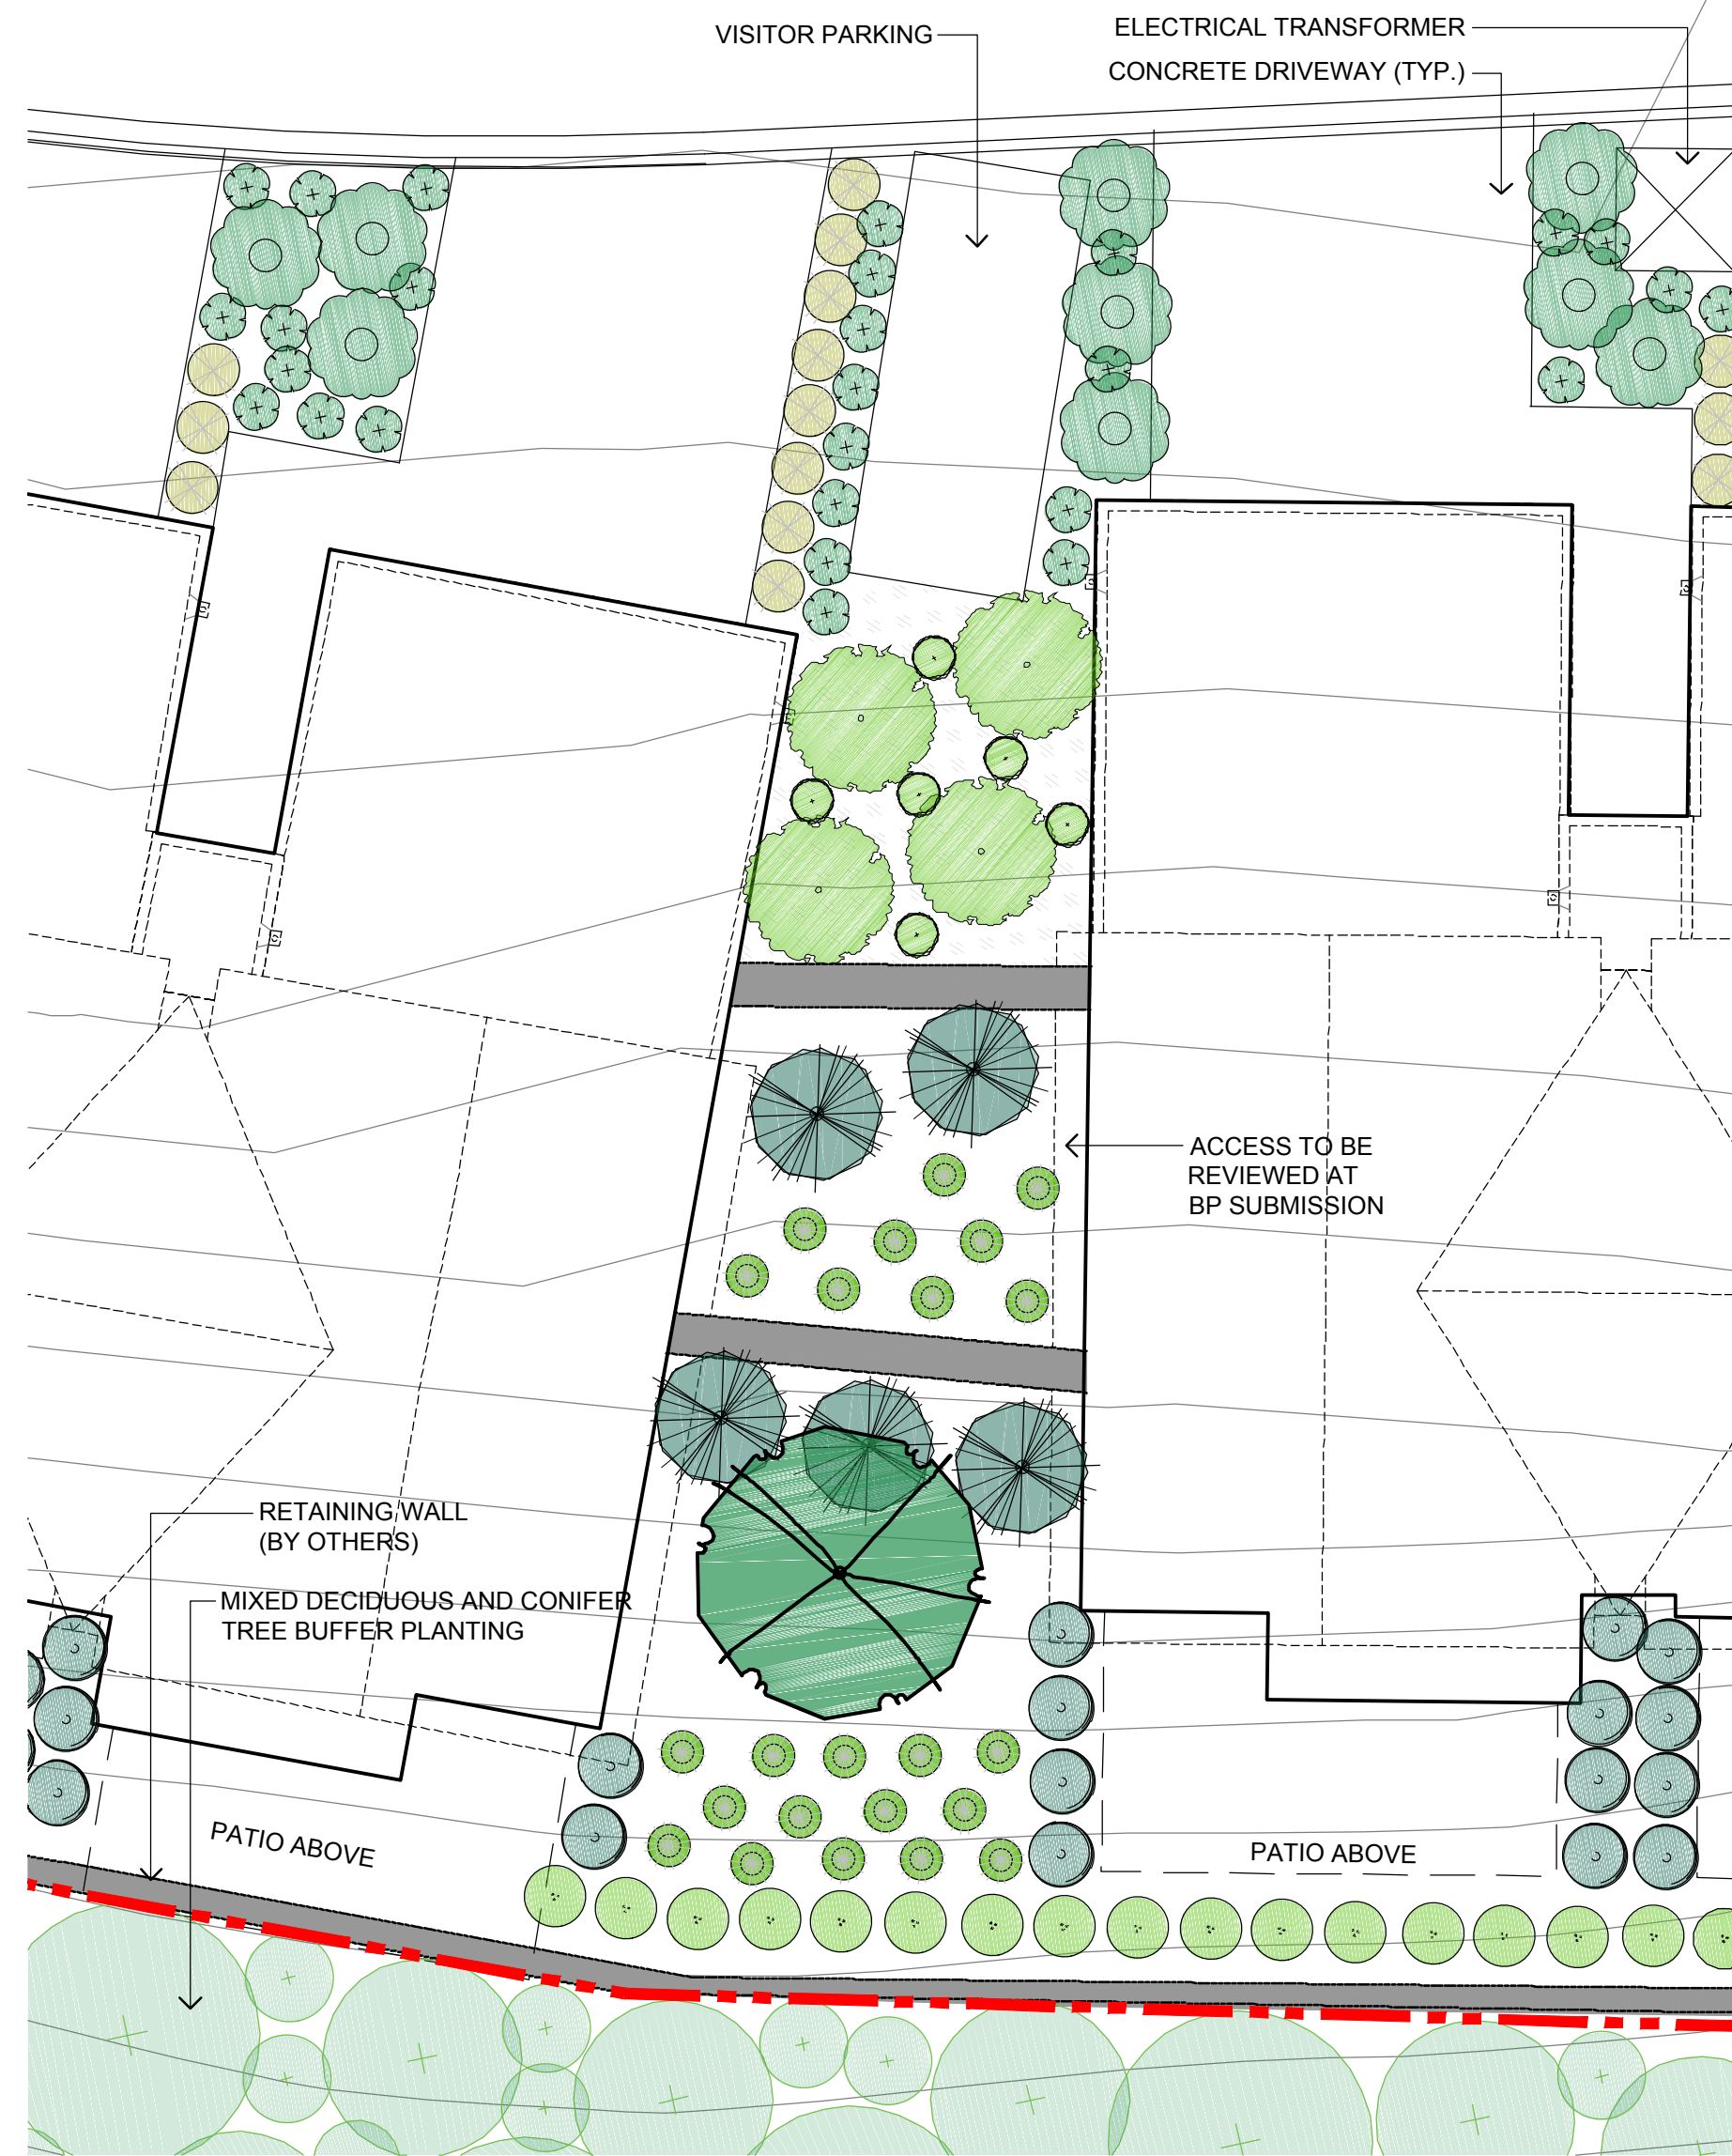 VISITOR PARKING
ELECTRICAL TRANSFORMER
CONCRETE DRIVEWAY (TYP.)
ACCESS TO BE
REVIEWED AT
BP SUBMISSION
RETAINING WALL
(BY OTHERS)
MIXED DECIDUOUS AND CONIFER
TREE BUFFER PLANTING
PATIO ABOVE
PATIO ABOVE